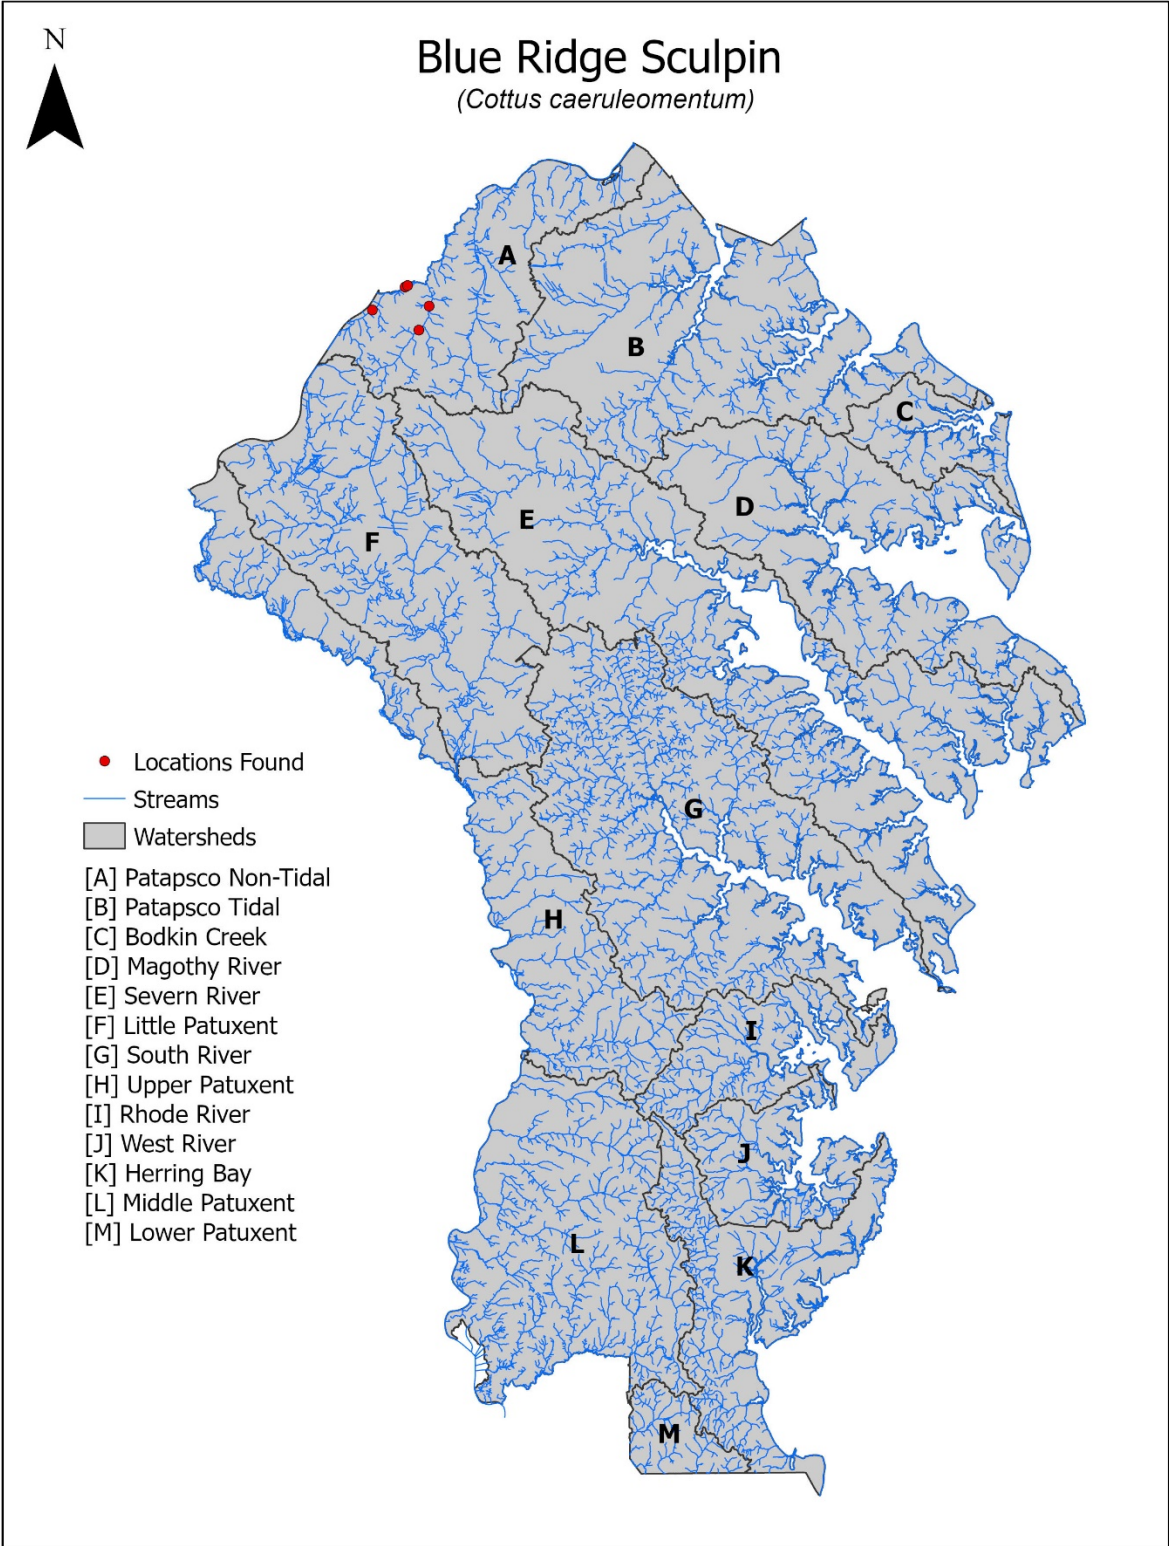 N
Blue Ridge Sculpin
(Cottus caeruleomentum)
A
B
C
D
E
F
G
H
I
J
K
L
M
Locations Found
Streams
Watersheds
[A] Patapsco Non-Tidal
[B] Patapsco Tidal
[C] Bodkin Creek
[D] Magothy River
[E] Severn River
[F] Little Patuxent
[G] South River
[H] Upper Patuxent
[I] Rhode River
[J] West River
[K] Herring Bay
[L] Middle Patuxent
[M] Lower Patuxent